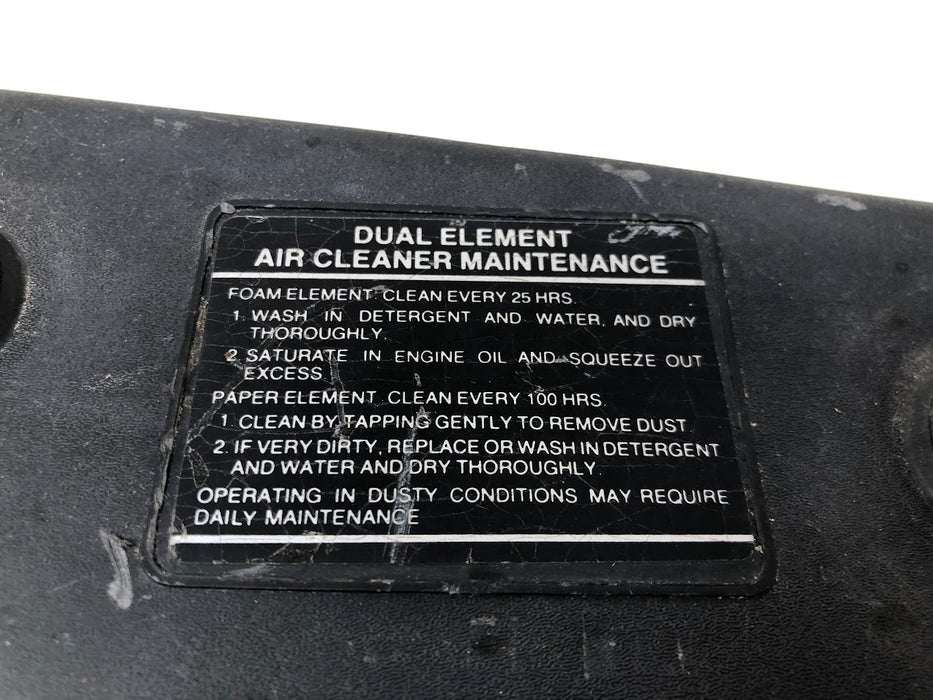 DUAL ELEMENT
AIR CLEANER MAINTENANCE
FOAM ELEMENT: CLEAN EVERY 25 HRS.
1. WASH IN DETERGENT AND WATER, AND DRY
THOROUGHLY.
2. SATURATE IN ENGINE OIL AND SQUEEZE OUT
EXCESS.
PAPER ELEMENT: CLEAN EVERY 100 HRS.
1. CLEAN BY TAPPING GENTLY TO REMOVE DUST.
2. IF VERY DIRTY, REPLACE OR WASH IN DETERGENT
AND WATER AND DRY THOROUGHLY.
OPERATING IN DUSTY CONDITIONS MAY REQUIRE
DAILY MAINTENANCE